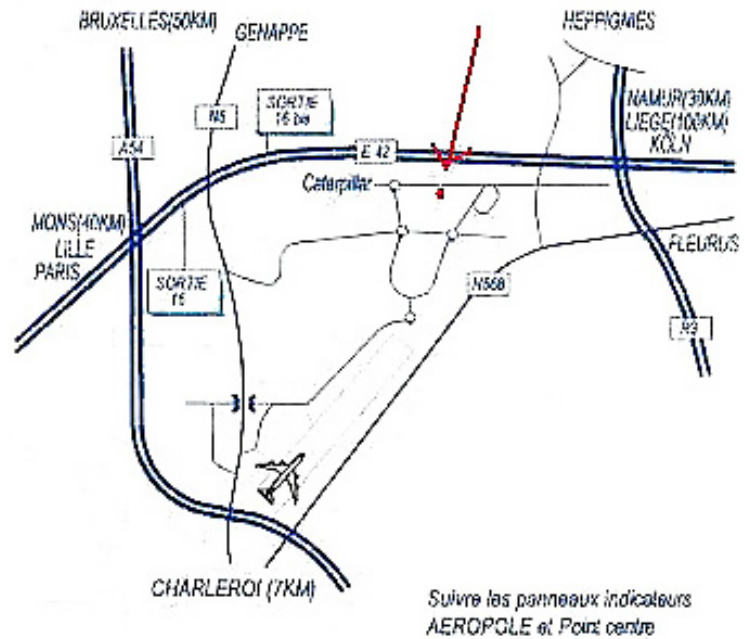 BRUXELLES(50KM)
GENAPPE
HEPPIGNIES
N5
SORTIE
16 bis
NAMUR(30KM)
LIEGE(100KM)
KÖLN
A54
E 42
Caterpillar
MONS(40KM)
LILLE
PARIS
SORTIE
16
FLEURUS
N568
R3
CHARLEROI (7KM)
Suivre les panneaux indicateurs
AEROPOLE et Point centre